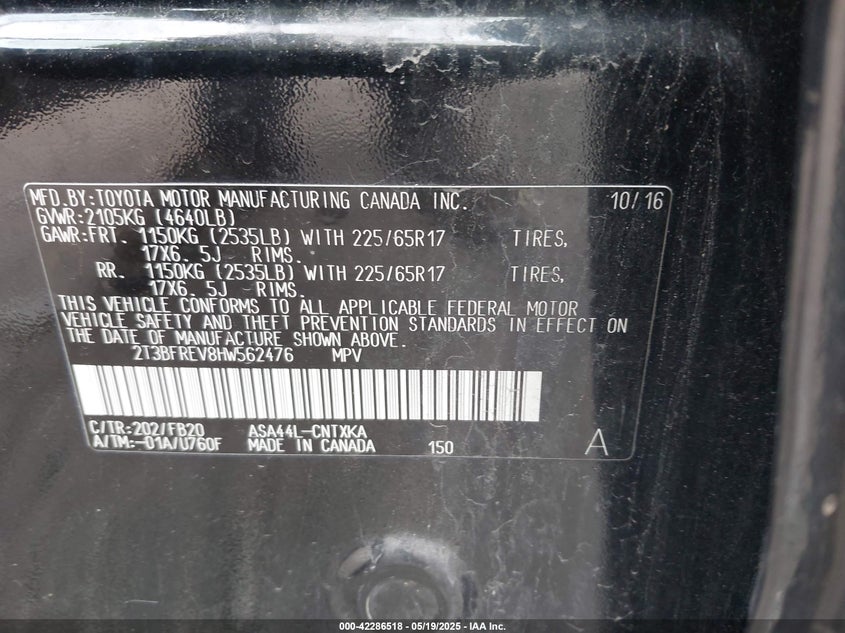 MFD.BY:TOYOTA MOTOR MANUFACTURING CANADA INC. 10/16
GVWR:2105KG (4640LB)
GAWR:FRT. 1150KG (2535LB) WITH 225/65R17 TIRES,
17X6.5J RIMS.
RR. 1150KG (2535LB) WITH 225/65R17 TIRES,
17X6.5J RIMS.
THIS VEHICLE CONFORMS TO ALL APPLICABLE FEDERAL MOTOR
VEHICLE SAFETY AND THEFT PREVENTION STANDARDS IN EFFECT ON
THE DATE OF MANUFACTURE SHOWN ABOVE.
2T3BFREV8HW562476 MPV
C/TR:202/FB20 ASA44L-CNTXKA
A/TM:-01A/U760F MADE IN CANADA 150 A
000-42286518 - 05/19/2025 - IAA Inc.